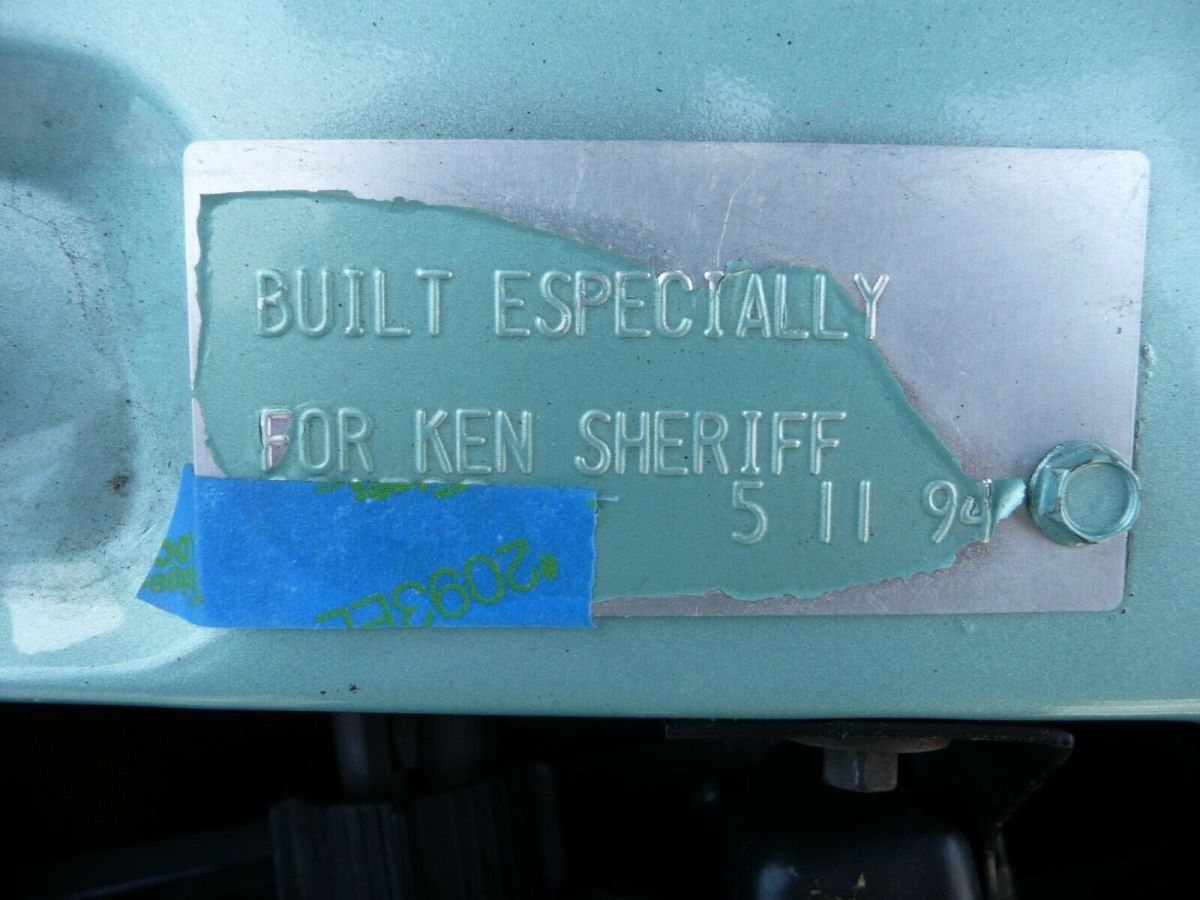 BUILT ESPECIALLY
FOR KEN SHERIFF
5 11 94
#2093EL